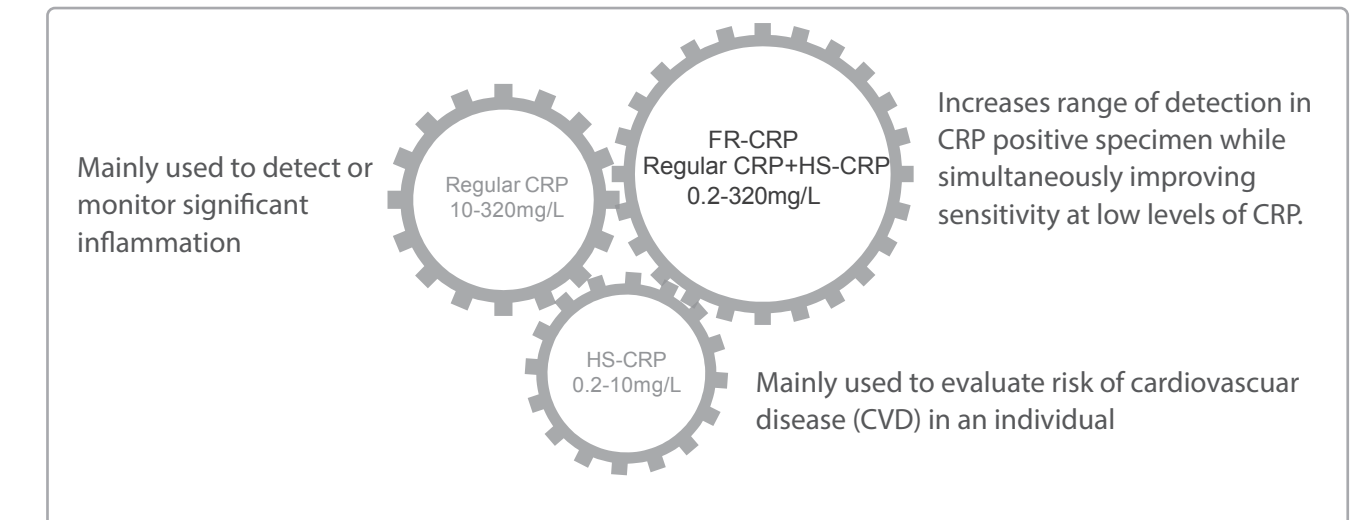 Mainly used to detect or
monitor significant
inflammation
Regular CRP
10-320mg/L
FR-CRP
Regular CRP+HS-CRP
0.2-320mg/L
Increases range of detection in
CRP positive specimen while
simultaneously improving
sensitivity at low levels of CRP.
HS-CRP
0.2-10mg/L
Mainly used to evaluate risk of cardiovascuar
disease (CVD) in an individual